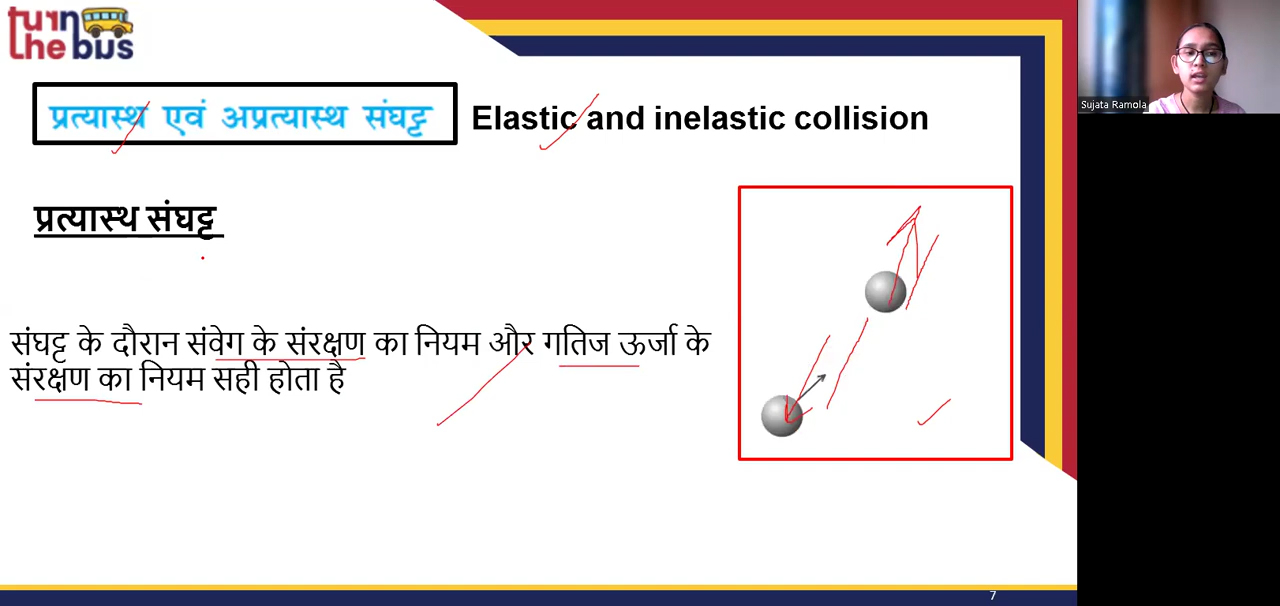 turn
the bus
प्रत्यास्थ एवं अप्रत्यास्थ संघट्ट
Elastic and inelastic collision
Sujata Ramola
प्रत्यास्थ संघट्ट
संघट्ट के दौरान संवेग के संरक्षण का नियम और गतिज ऊर्जा के
संरक्षण का नियम सही होता है
7